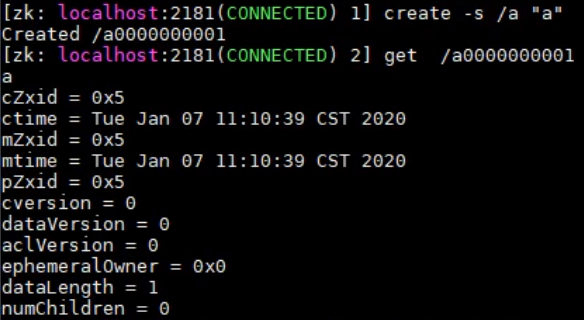 [zk: localhost:2181(CONNECTED) 1] create -s /a "a"
Created /a0000000001
[zk: localhost:2181(CONNECTED) 2] get  /a0000000001
a
cZxid = 0x5
ctime = Tue Jan 07 11:10:39 CST 2020
mZxid = 0x5
mtime = Tue Jan 07 11:10:39 CST 2020
pZxid = 0x5
cversion = 0
dataVersion = 0
aclVersion = 0
ephemeralOwner = 0x0
dataLength = 1
numChildren = 0